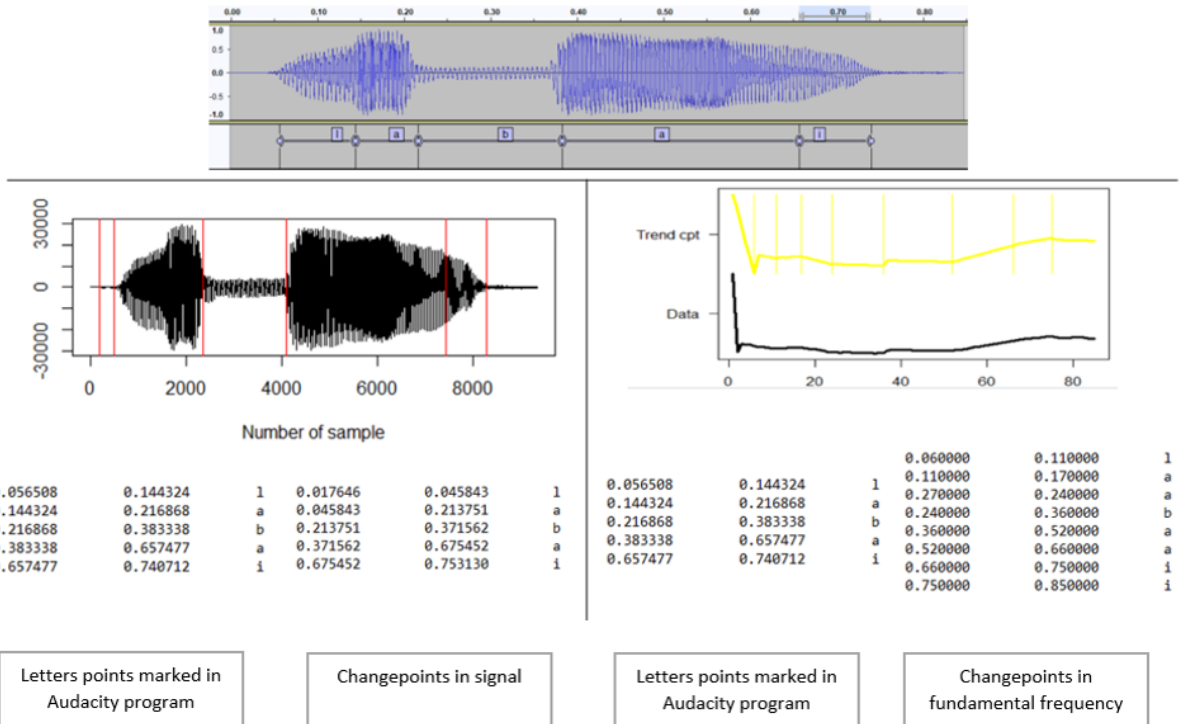 0.00 0.10 0.20 0.30 0.40 0.50 0.60 0.70 0.80
1.0
0.5
0.0
-0.5
-1.0
l a b a i
30000
0
-30000
0 2000 4000 6000 8000
Number of sample
Trend cpt
Data
0 20 40 60 80
.056508 0.144324 l 0.017646 0.045843 l
.144324 0.216868 a 0.045843 0.213751 a
.216868 0.383338 b 0.213751 0.371562 b
.383338 0.657477 a 0.371562 0.675452 a
.657477 0.740712 i 0.675452 0.753130 i
0.056508 0.144324 l
0.144324 0.216868 a
0.216868 0.383338 b
0.383338 0.657477 a
0.657477 0.740712 i
0.060000 0.110000 l
0.110000 0.170000 a
0.270000 0.240000 a
0.240000 0.360000 b
0.360000 0.520000 a
0.520000 0.660000 a
0.660000 0.750000 i
0.750000 0.850000 i
Letters points marked in
Audacity program
Changepoints in signal
Letters points marked in
Audacity program
Changepoints in
fundamental frequency